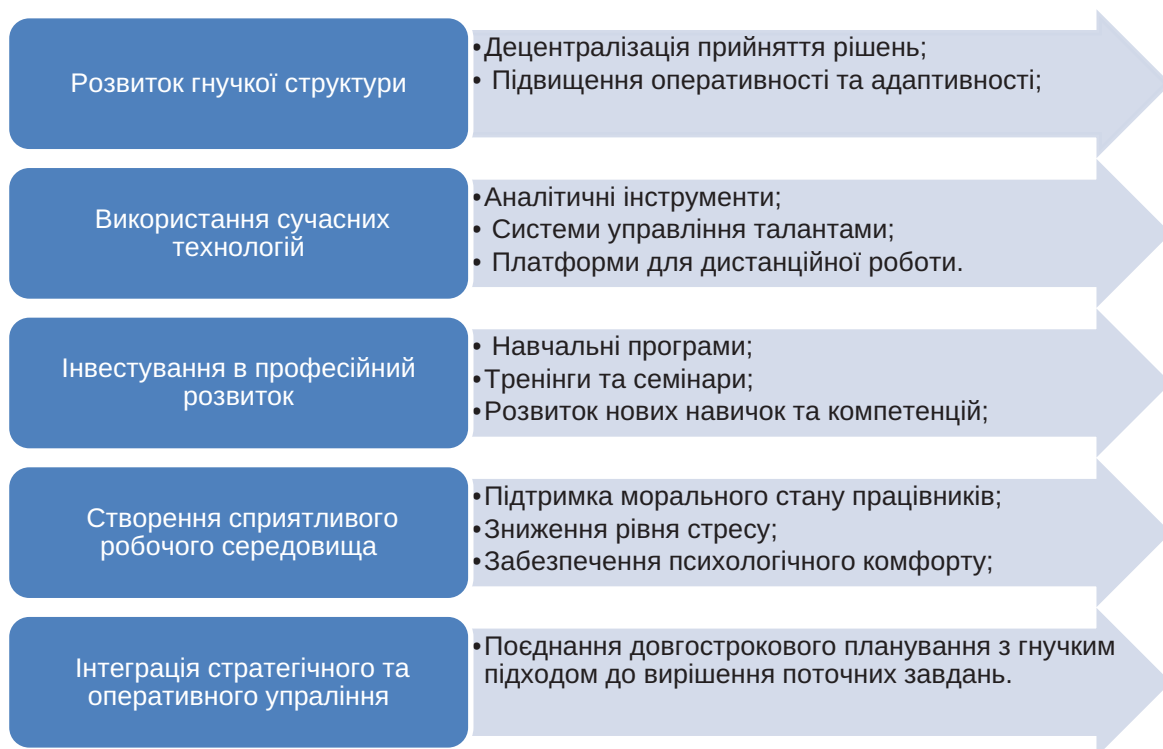 Розвиток гнучкої структури
•Децентралізація прийняття рішень;
• Підвищення оперативності та адаптивності;
Використання сучасних
технологій
•Аналітичні інструменти;
• Системи управління талантами;
• Платформи для дистанційної роботи.
Інвестування в професійний
розвиток
• Навчальні програми;
•Тренінги та семінари;
•Розвиток нових навичок та компетенцій;
Створення сприятливого
робочого середовища
•Підтримка морального стану працівників;
•Зниження рівня стресу;
•Забезпечення психологічного комфорту;
Інтеграція стратегічного та
оперативного упраління
•Поєднання довгострокового планування з гнучким
підходом до вирішення поточних завдань.